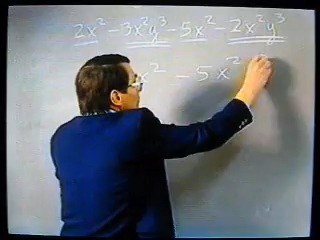 2x² - 3x²y³ - 5x² - 2x²y³
x² - 5x²